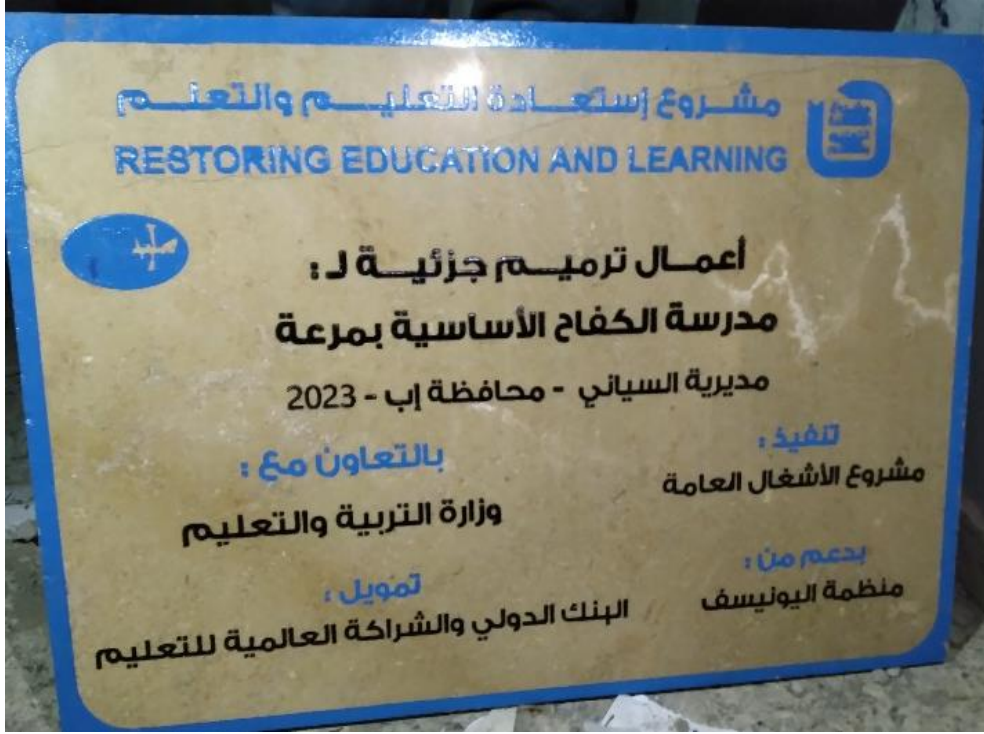 مشروع إستعادة التعليم والتعلم
RESTORING EDUCATION AND LEARNING
أعمال ترميم جزئية لـ :
مدرسة الكفاح الأساسية بمرعة
مديرية السياني - محافظة إب - 2023
تنفيذ :
مشروع الأشغال العامة
بالتعاون مع :
وزارة التربية والتعليم
بدعم من :
منظمة اليونيسف
تمويل :
البنك الدولي والشراكة العالمية للتعليم